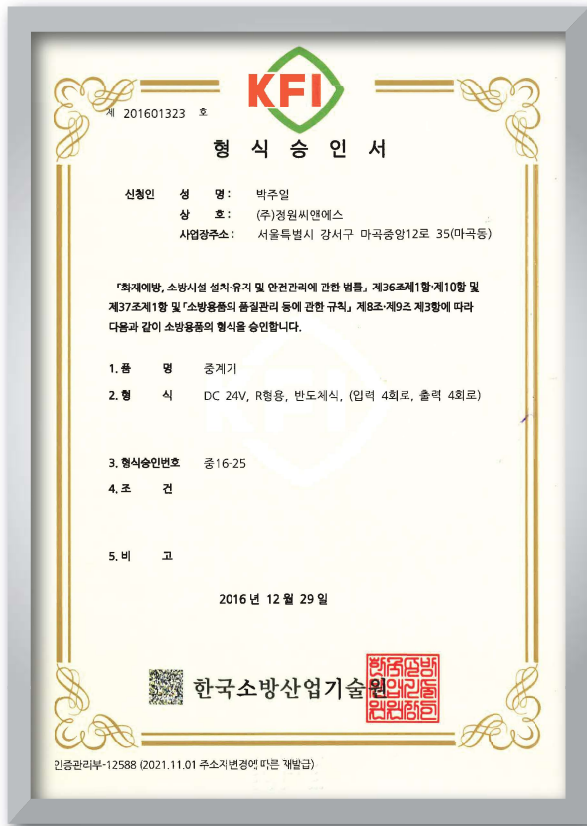 KFI
제 201601323 호
형 식 승 인 서
신청인 성 명 : 박주일
상 호 : (주)정원씨앤에스
사업장주소 : 서울특별시 강서구 마곡중앙12로 35(마곡동)
「화재예방, 소방시설 설치·유지 및 안전관리에 관한 법률」 제36조제1항·제10항 및
제37조제1항 및 「소방용품의 품질관리 등에 관한 규칙」 제8조·제9조 제3항에 따라
다음과 같이 소방용품의 형식을 승인합니다.
1. 품 명 중계기
2. 형 식 DC 24V, R형용, 반도체식, (입력 4회로, 출력 4회로)
3. 형식승인번호 중16-25
4. 조 건
5. 비 고
2016 년 12 월 29 일
한국소방산업기술원
인증관리부-12588 (2021.11.01 주소지변경에 따른 재발급)